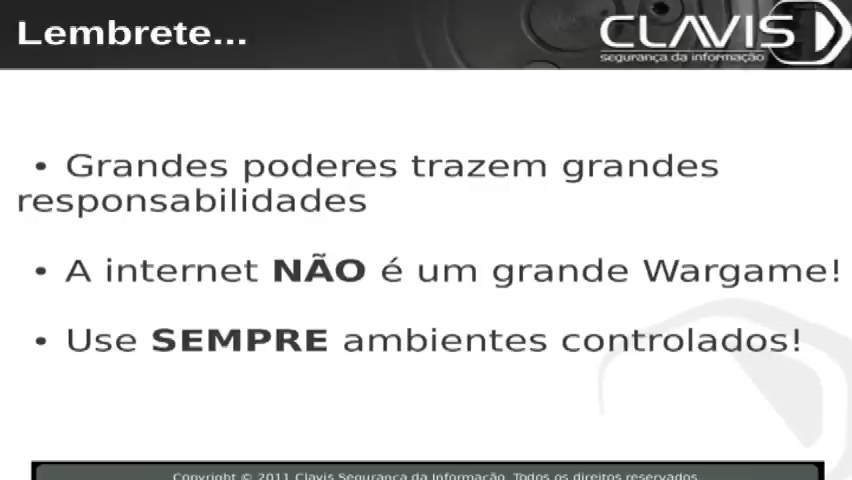 Lembrete...
CLAVIS
segurança da informação
• Grandes poderes trazem grandes
responsabilidades
• A internet NÃO é um grande Wargame!
• Use SEMPRE ambientes controlados!
Copyright © 2011 Clavis Segurança da Informação. Todos os direitos reservados.